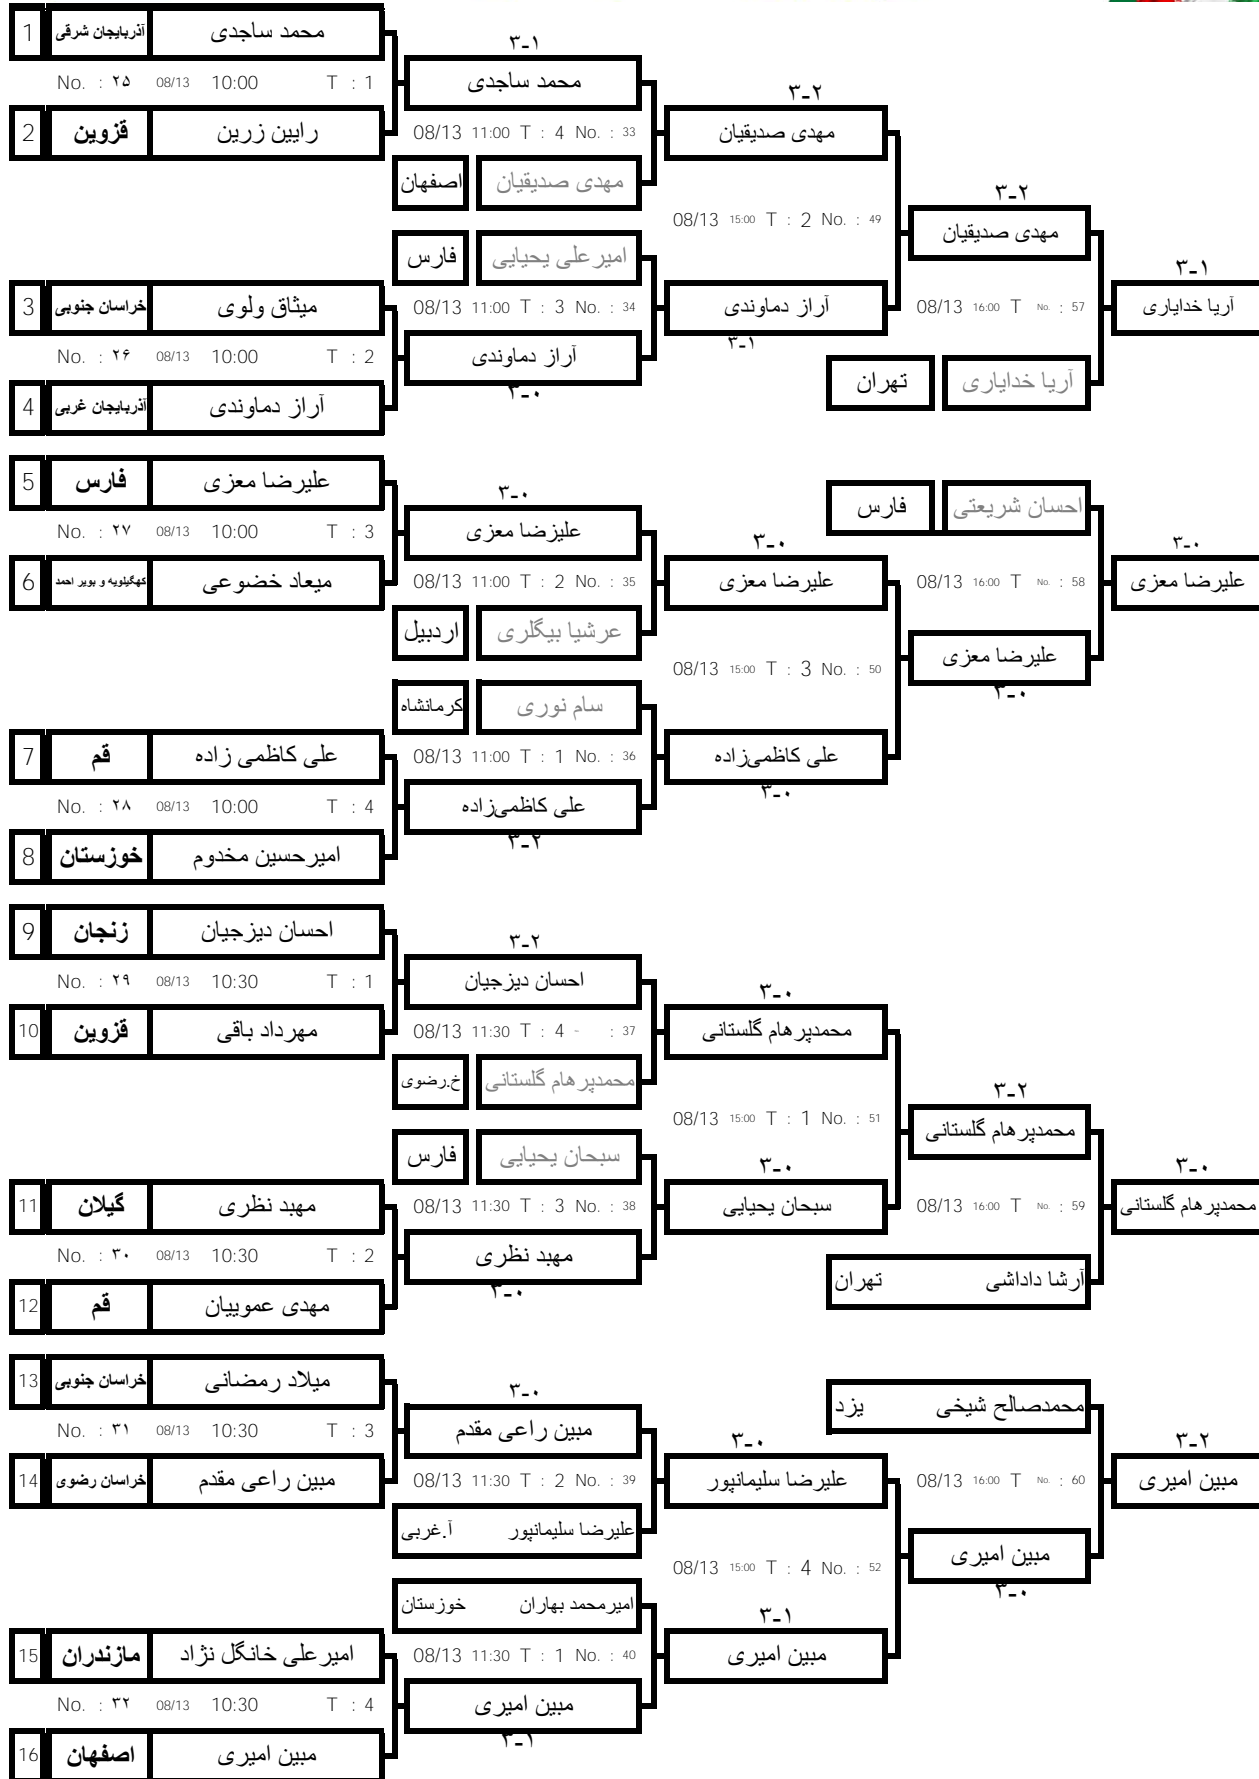 1 آذربایجان شرقی محمد ساجدی
۳-۱
No. : ۲۵ 08/13 10:00 T : 1
محمد ساجدی
۳-۲
2 قزوین رایین زرین
08/13 11:00 T : 4 No. : 33
مهدی صدیقیان
اصفهان مهدی صدیقیان
۳-۲
08/13 15:00 T : 2 No. : 49
مهدی صدیقیان
فارس امیرعلی یحیایی
۳-۱
3 خراسان جنوبی میثاق ولوی
08/13 11:00 T : 3 No. : 34
آراز دماوندی
08/13 16:00 T No. : 57
آریا خدایاری
۳-۱
No. : ۲۶ 08/13 10:00 T : 2
آراز دماوندی
۳-۰
تهران آریا خدایاری
4 آذربایجان غربی آراز دماوندی
5 فارس علیرضا معزی
۳-۰
فارس احسان شریعتی
No. : ۲۷ 08/13 10:00 T : 3
علیزضا معزی
۳-۰
۳-۰
6 کهگیلویه و بویر احمد میعاد خضوعی
08/13 11:00 T : 2 No. : 35
علیرضا معزی
08/13 16:00 T No. : 58
علیرضا معزی
اردبیل عرشیا بیگلری
08/13 15:00 T : 3 No. : 50
علیرضا معزی
۳-۰
کرمانشاه سام نوری
7 قم علی کاظمی زاده
08/13 11:00 T : 1 No. : 36
علی کاظمی‌زاده
۳-۰
No. : ۲۸ 08/13 10:00 T : 4
علی کاظمی‌زاده
۳-۲
8 خوزستان امیرحسین مخدوم
9 زنجان احسان دیزجیان
۳-۲
No. : ۲۹ 08/13 10:30 T : 1
احسان دیزجیان
۳-۰
10 قزوین مهرداد باقی
08/13 11:30 T : 4 - : 37
محمدپرهام گلستانی
خ.رضوی محمدپرهام گلستانی
۳-۲
08/13 15:00 T : 1 No. : 51
محمدپرهام گلستانی
فارس سبحان یحیایی
۳-۰
۳-۰
11 گیلان مهبد نظری
08/13 11:30 T : 3 No. : 38
سبحان یحیایی
08/13 16:00 T No. : 59
محمدپرهام گلستانی
No. : ۳۰ 08/13 10:30 T : 2
مهبد نظری
۳-۰
تهران آرشا داداشی
12 قم مهدی عموییان
13 خراسان جنوبی میلاد رمضانی
۳-۰
یزد محمدصالح شیخی
No. : ۳۱ 08/13 10:30 T : 3
مبین راعی مقدم
۳-۰
۳-۲
14 خراسان رضوی مبین راعی مقدم
08/13 11:30 T : 2 No. : 39
علیرضا سلیمانپور
08/13 16:00 T No. : 60
مبین امیری
آ.غربی علیرضا سلیمانپور
08/13 15:00 T : 4 No. : 52
مبین امیری
۳-۰
خوزستان امیرمحمد بهاران
۳-۱
15 مازندران امیرعلی خانگل نژاد
08/13 11:30 T : 1 No. : 40
مبین امیری
No. : ۳۲ 08/13 10:30 T : 4
مبین امیری
۳-۱
16 اصفهان مبین امیری